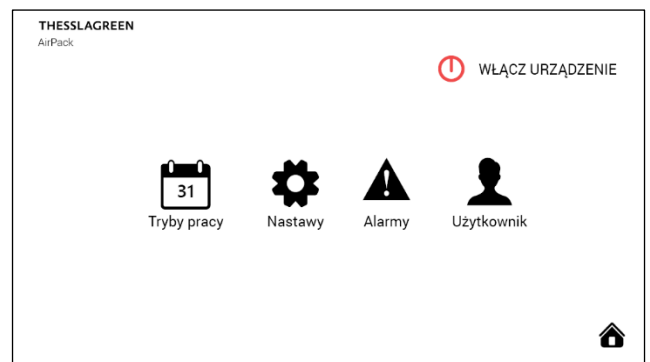 THESSLAGREEN
AirPack
WŁĄCZ URZĄDZENIE
31
Tryby pracy
Nastawy
Alarmy
Użytkownik